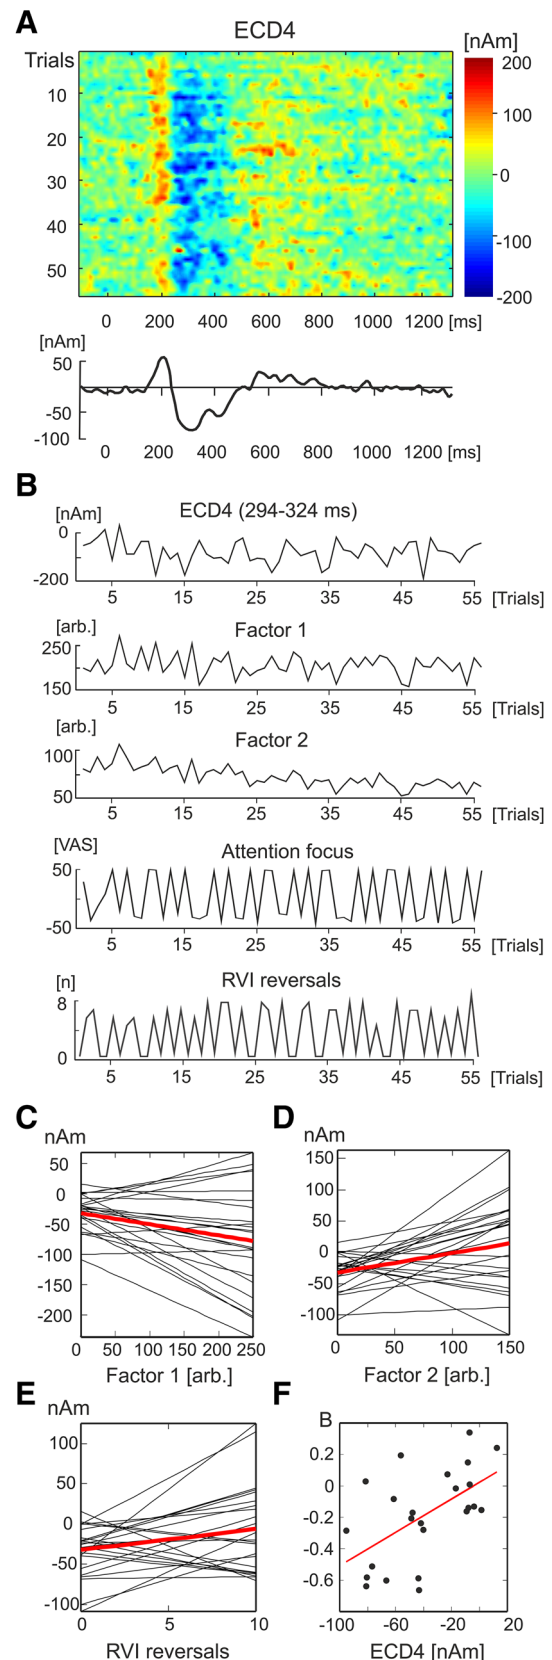 A
ECD4
Trials
[nAm]
200
100
0
-100
-200
10
20
30
40
50
0 200 400 600 800 1000 1200 [ms]
[nAm]
50
-50
-100
0 200 400 600 800 1000 1200 [ms]
B
ECD4 (294-324 ms)
[nAm]
0
-200
5 15 25 35 45 55 [Trials]
Factor 1
[arb.]
250
150
5 15 25 35 45 55 [Trials]
Factor 2
[arb.]
100
50
5 15 25 35 45 55 [Trials]
Attention focus
[VAS]
50
-50
5 15 25 35 45 55 [Trials]
RVI reversals
[n]
8
0
5 15 25 35 45 55 [Trials]
C
nAm
50
0
-50
-100
-150
-200
0 50 100 150 200 250
Factor 1 [arb.]
D
nAm
150
100
50
0
-50
-100
0 50 100 150
Factor 2 [arb.]
E
nAm
100
50
0
-50
-100
0 5 10
RVI reversals
F
B
0.2
0
-0.2
-0.4
-0.6
-100 -60 -20 20
ECD4 [nAm]